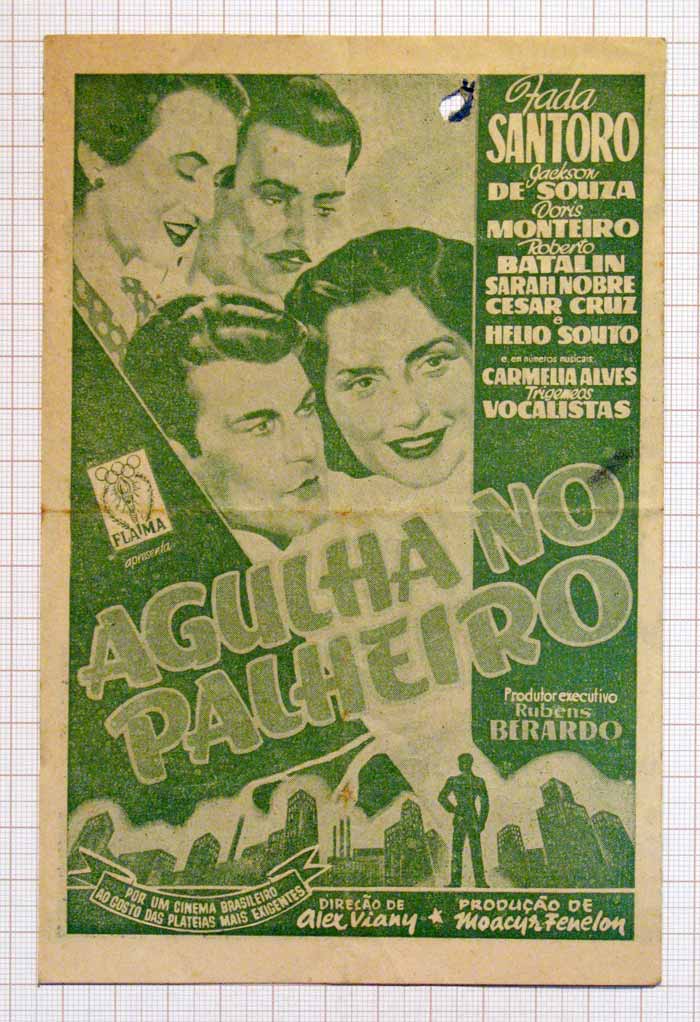 Fada
SANTORO
Jackson
DE SOUZA
Doris
MONTEIRO
Roberto
BATALIN
SARAH NOBRE
CESAR CRUZ
e
HELIO SOUTO
e, em números musicais,
CARMELIA ALVES
Trigemeos
VOCALISTAS
FLAMA
apresenta
AGULHA NO
PALHEIRO
Produtor executivo
Rubens
BERARDO
POR UM CINEMA BRASILEIRO
AO GOSTO DAS PLATEIAS MAIS EXIGENTES
DIREÇÃO DE
Alex Viany
PRODUÇÃO DE
Moacyr Fenelon